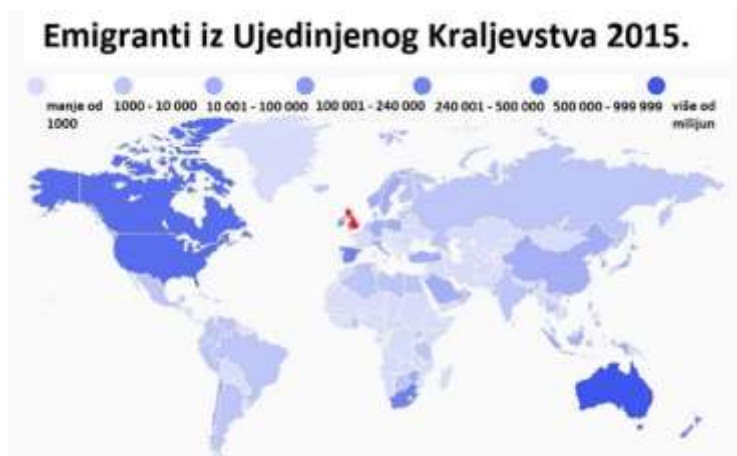 Emigranti iz Ujedinjenog Kraljevstva 2015.
manje od 1000 - 10 000 10 001 - 100 000 100 001 - 240 000 240 001 - 500 000 500 000 - 999 999 više od
1000 milijun